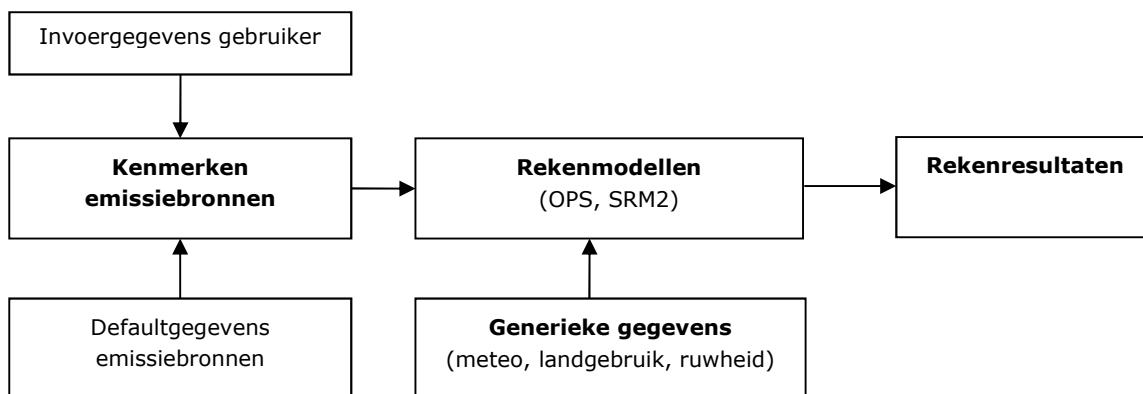 Invoergegevens gebruiker
Kenmerken
emissiebronnen
Rekenmodellen
(OPS, SRM2)
Rekenresultaten
Defaultgegevens
emissiebronnen
Generieke gegevens
(meteo, landgebruik, ruwheid)